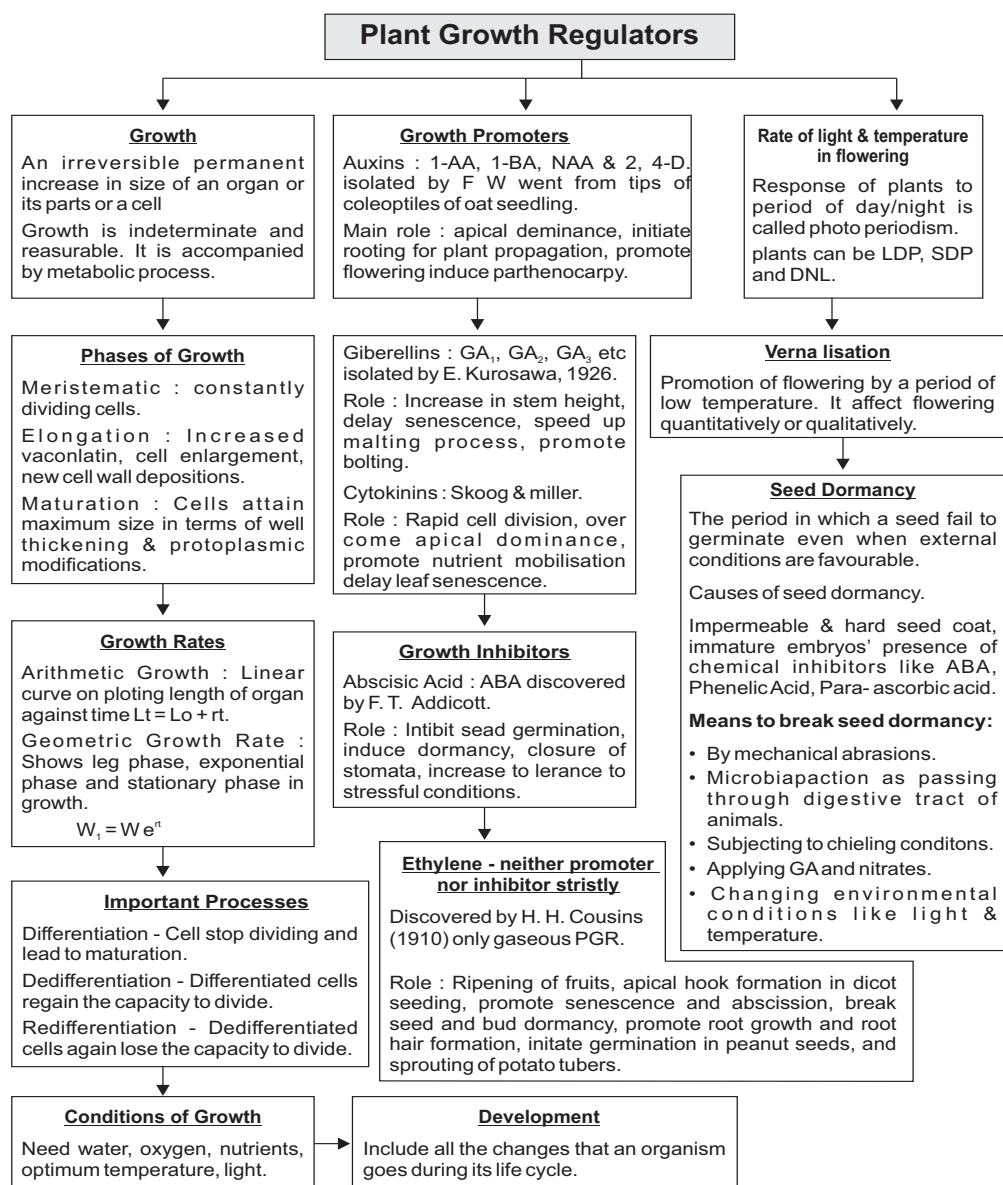 Plant Growth Regulators
Growth
An irreversible permanent
increase in size of an organ or
its parts or a cell
Growth is indeterminate and
reasurable. It is accompanied
by metabolic process.
Phases of Growth
Meristematic : constantly
dividing cells.
Elongation : Increased
vaconlatin, cell enlargement,
new cell wall depositions.
Maturation : Cells attain
maximum size in terms of well
thickening & protoplasmic
modifications.
Growth Rates
Arithmetic Growth : Linear
curve on ploting length of organ
against time Lt = Lo + rt.
Geometric Growth Rate :
Shows leg phase, exponential
phase and stationary phase in
growth.
W₁ = W eʳᵗ
Important Processes
Differentiation - Cell stop dividing and
lead to maturation.
Dedifferentiation - Differentiated cells
regain the capacity to divide.
Redifferentiation - Dedifferentiated
cells again lose the capacity to divide.
Conditions of Growth
Need water, oxygen, nutrients,
optimum temperature, light.
Development
Include all the changes that an organism
goes during its life cycle.
Growth Promoters
Auxins : 1-AA, 1-BA, NAA & 2, 4-D.
isolated by F W went from tips of
coleoptiles of oat seedling.
Main role : apical deminance, initiate
rooting for plant propagation, promote
flowering induce parthenocarpy.
Giberellins : GA₁, GA₂, GA₃ etc
isolated by E. Kurosawa, 1926.
Role : Increase in stem height,
delay senescence, speed up
malting process, promote
bolting.
Cytokinins : Skoog & miller.
Role : Rapid cell division, over
come apical dominance,
promote nutrient mobilisation
delay leaf senescence.
Growth Inhibitors
Abscisic Acid : ABA discovered
by F. T. Addicott.
Role : Intibit sead germination,
induce dormancy, closure of
stomata, increase to lerance to
stressful conditions.
Ethylene - neither promoter
nor inhibitor stristly
Discovered by H. H. Cousins
(1910) only gaseous PGR.
Role : Ripening of fruits, apical hook formation in dicot
seeding, promote senescence and abscission, break
seed and bud dormancy, promote root growth and root
hair formation, initate germination in peanut seeds, and
sprouting of potato tubers.
Rate of light & temperature
in flowering
Response of plants to
period of day/night is
called photo periodism.
plants can be LDP, SDP
and DNL.
Verna lisation
Promotion of flowering by a period of
low temperature. It affect flowering
quantitatively or qualitatively.
Seed Dormancy
The period in which a seed fail to
germinate even when external
conditions are favourable.
Causes of seed dormancy.
Impermeable & hard seed coat,
immature embryos' presence of
chemical inhibitors like ABA,
Phenelic Acid, Para- ascorbic acid.
Means to break seed dormancy:
• By mechanical abrasions.
• Microbiapaction as passing
through digestive tract of
animals.
• Subjecting to chieling conditons.
• Applying GA and nitrates.
• Changing environmental
conditions like light &
temperature.